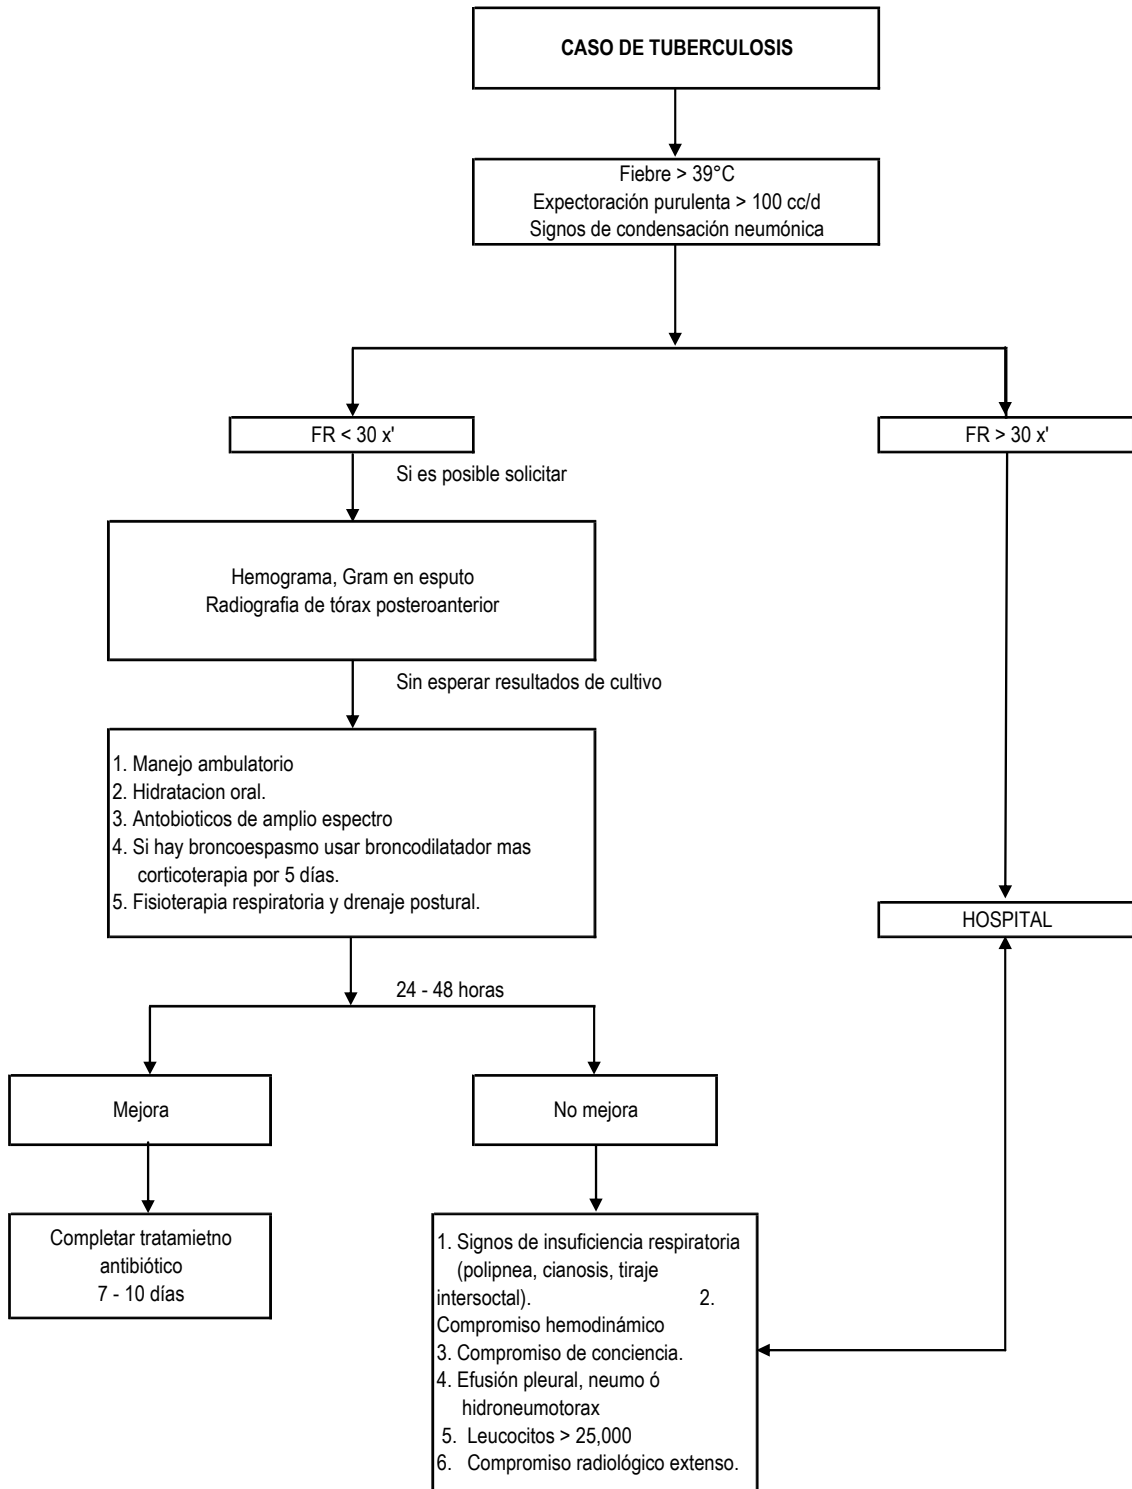 CASO DE TUBERCULOSIS
Fiebre > 39°C
Expectoración purulenta > 100 cc/d
Signos de condensación neumónica
FR < 30 x'
FR > 30 x'
Si es posible solicitar
Hemograma, Gram en esputo
Radiografia de tórax posteroanterior
Sin esperar resultados de cultivo
1. Manejo ambulatorio
2. Hidratacion oral.
3. Antobioticos de amplio espectro
4. Si hay broncoespasmo usar broncodilatador mas
corticoterapia por 5 días.
5. Fisioterapia respiratoria y drenaje postural.
HOSPITAL
24 - 48 horas
Mejora
No mejora
Completar tratamietno
antibiótico
7 - 10 días
1. Signos de insuficiencia respiratoria
(polipnea, cianosis, tiraje
intersoctal). 2.
Compromiso hemodinámico
3. Compromiso de conciencia.
4. Efusión pleural, neumo ó
hidroneumotorax
5. Leucocitos > 25,000
6. Compromiso radiológico extenso.